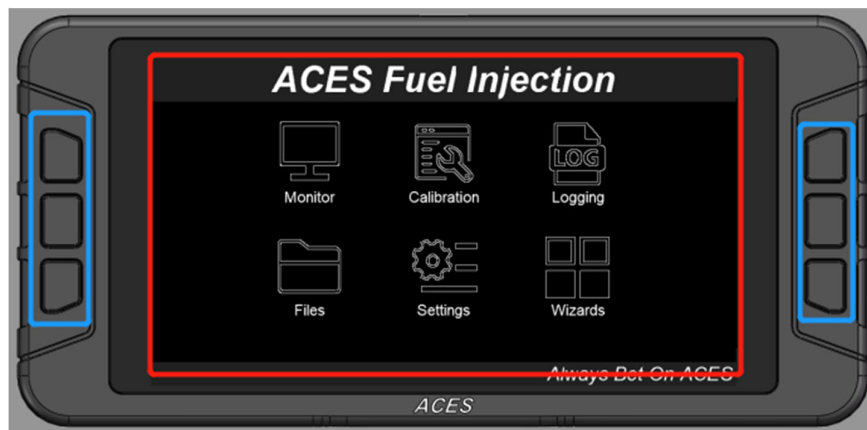 ACES Fuel Injection
LOG
Monitor Calibration Logging
Files Settings Wizards
Always Bet On ACES
ACES